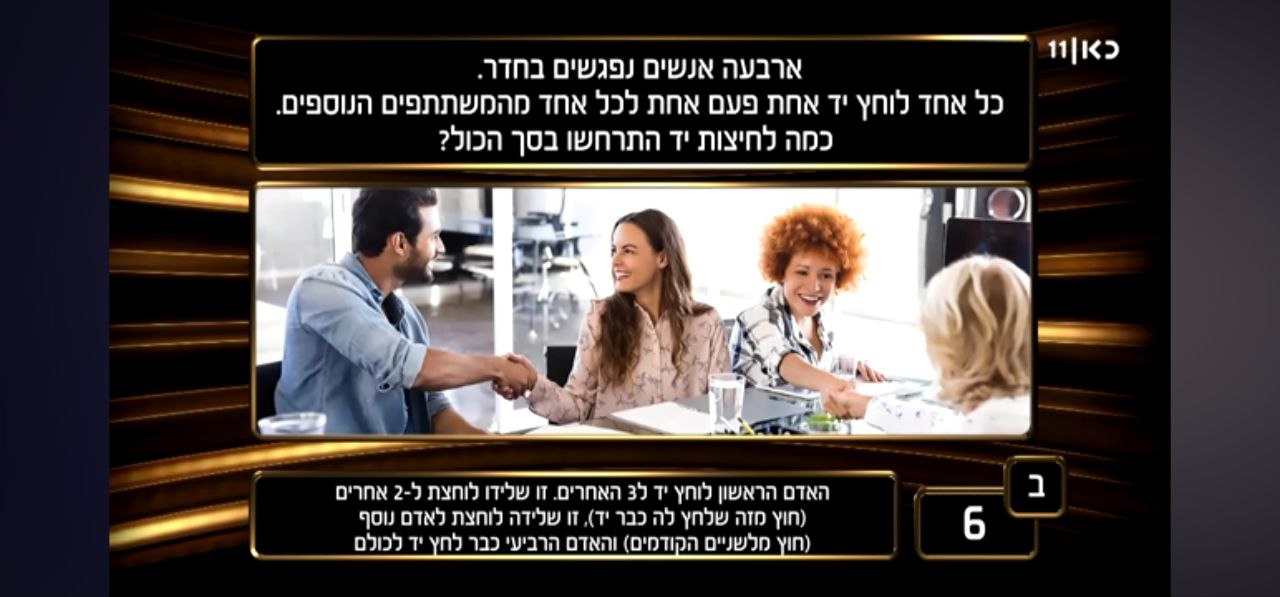 כאן|11
ארבעה אנשים נפגשים בחדר.
כל אחד לוחץ יד אחת פעם אחת לכל אחד מהמשתתפים הנוספים.
כמה לחיצות יד התרחשו בסך הכול?
ב
6
האדם הראשון לוחץ יד ל3 האחרים. זו שלידו לוחצת ל-2 אחרים
(חוץ מזה שלחץ לה כבר יד), זו שלידה לוחצת לאדם נוסף
(חוץ מלשניים הקודמים) והאדם הרביעי כבר לחץ יד לכולם